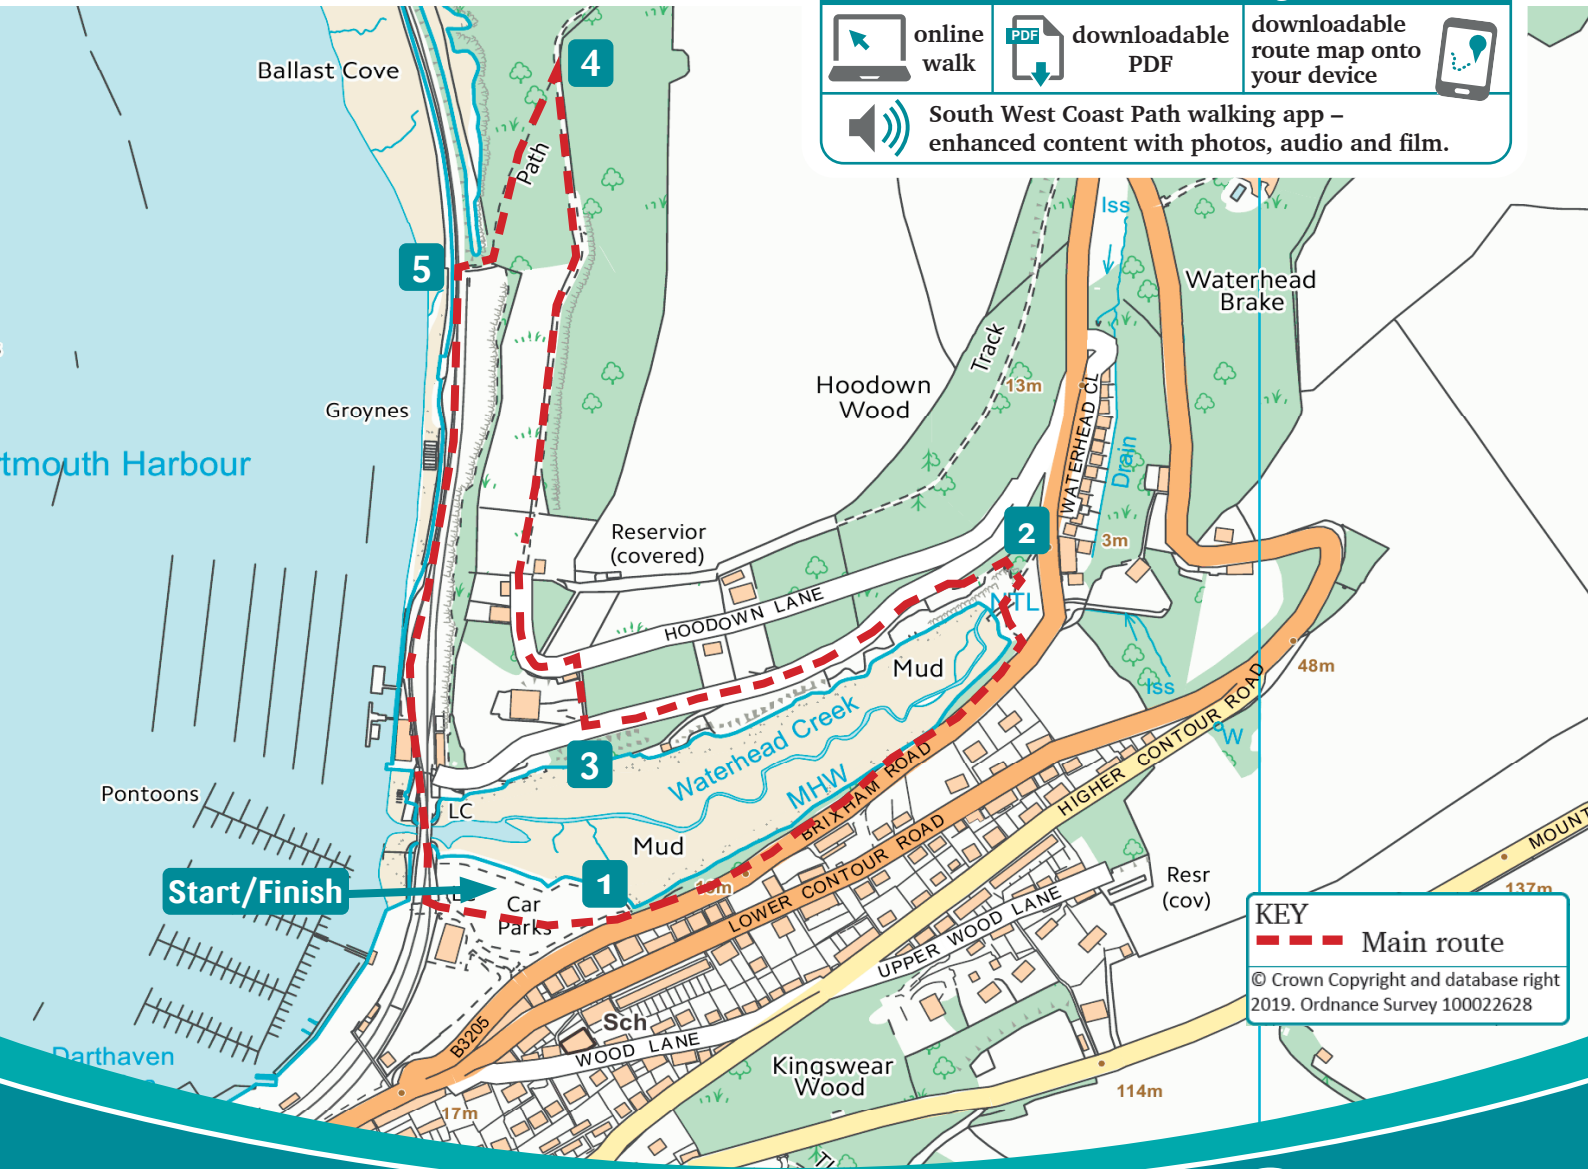 online
walk
PDF
downloadable
PDF
downloadable
route map onto
your device
South West Coast Path walking app –
enhanced content with photos, audio and film.
Ballast Cove
4
Path
5
Iss
Waterhead
Brake
Track
13m
Hoodown
Wood
WATERHEAD CL
Groynes
Drain
tmouth Harbour
2
3m
Reservior
(covered)
HOODOWN LANE
NTL
Mud
48m
Iss
W
Waterhead Creek
3
MHW
BRIXHAM ROAD
HIGHER CONTOUR ROAD
Pontoons
LC
Mud
LOWER CONTOUR ROAD
MOUNT
Start/Finish
1
Car
Parks
Resr
(cov)
137m
UPPER WOOD LANE
KEY
Main route
© Crown Copyright and database right
2019. Ordnance Survey 100022628
Sch
B3205
WOOD LANE
Darthaven
Kingswear
Wood
114m
17m